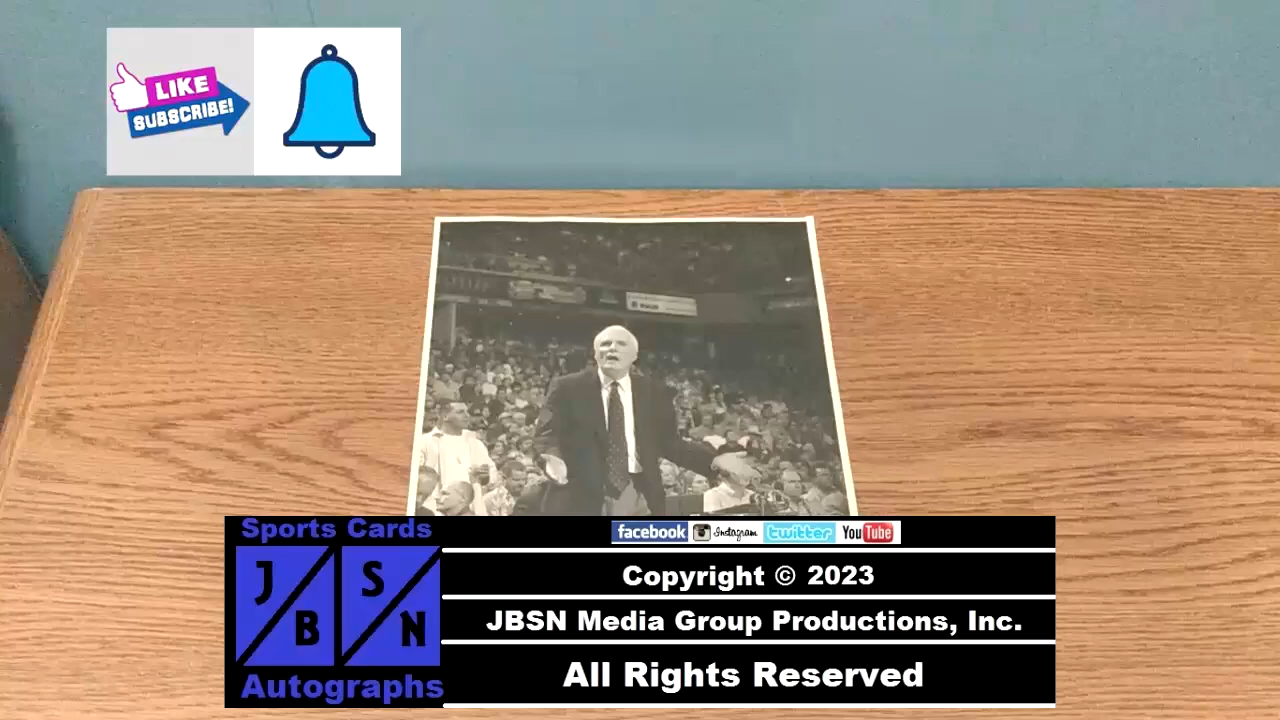 LIKE
SUBSCRIBE!
Sports Cards
J
B
S
N
Autographs
facebook
Instagram
twitter
YouTube
Copyright © 2023
JBSN Media Group Productions, Inc.
All Rights Reserved